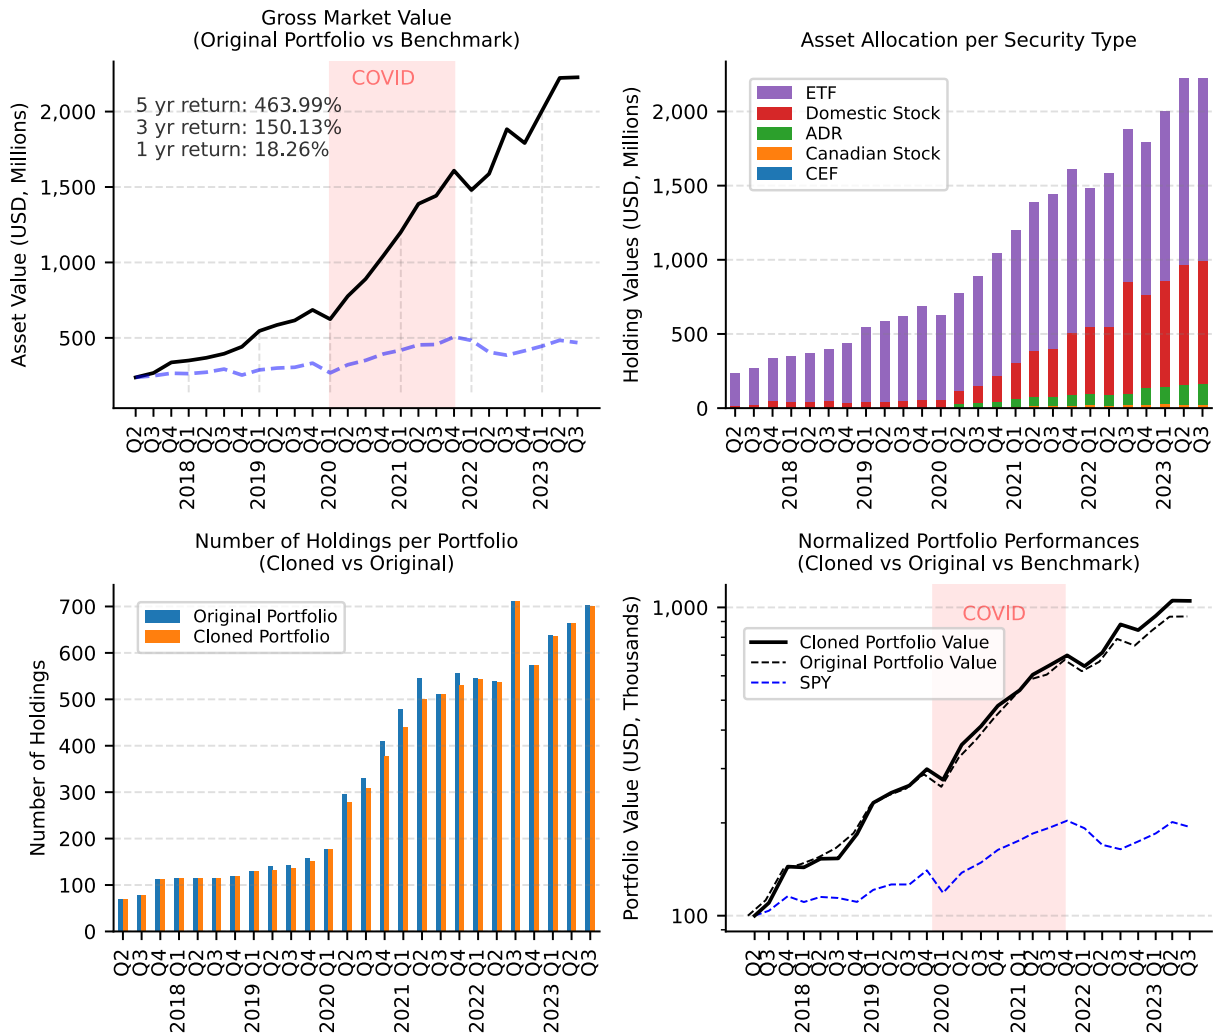 Gross Market Value
(Original Portfolio vs Benchmark)
COVID
5 yr return: 463.99%
3 yr return: 150.13%
1 yr return: 18.26%
Asset Value (USD, Millions)
2,000
1,500
1,000
500
Q2
Q3
Q4
Q1
2018
Q2
Q3
Q4
Q1
2019
Q2
Q3
Q4
Q1
2020
Q2
Q3
Q4
Q1
2021
Q2
Q3
Q4
Q1
2022
Q2
Q3
Q4
Q1
2023
Q2
Q3
Asset Allocation per Security Type
ETF
Domestic Stock
ADR
Canadian Stock
CEF
Holding Values (USD, Millions)
2,000
1,500
1,000
500
0
Q2
Q3
Q4
Q1
2018
Q2
Q3
Q4
Q1
2019
Q2
Q3
Q4
Q1
2020
Q2
Q3
Q4
Q1
2021
Q2
Q3
Q4
Q1
2022
Q2
Q3
Q4
Q1
2023
Q2
Q3
Number of Holdings per Portfolio
(Cloned vs Original)
Original Portfolio
Cloned Portfolio
Number of Holdings
700
600
500
400
300
200
100
0
Q2
Q3
Q4
Q1
2018
Q2
Q3
Q4
Q1
2019
Q2
Q3
Q4
Q1
2020
Q2
Q3
Q4
Q1
2021
Q2
Q3
Q4
Q1
2022
Q2
Q3
Q4
Q1
2023
Q2
Q3
Normalized Portfolio Performances
(Cloned vs Original vs Benchmark)
COVID
Cloned Portfolio Value
Original Portfolio Value
SPY
Portfolio Value (USD, Thousands)
1,000
100
Q2
Q3
Q4
Q1
2018
Q2
Q3
Q4
Q1
2019
Q2
Q3
Q4
Q1
2020
Q2
Q3
Q4
Q1
2021
Q2
Q3
Q4
Q1
2022
Q2
Q3
Q4
Q1
2023
Q2
Q3